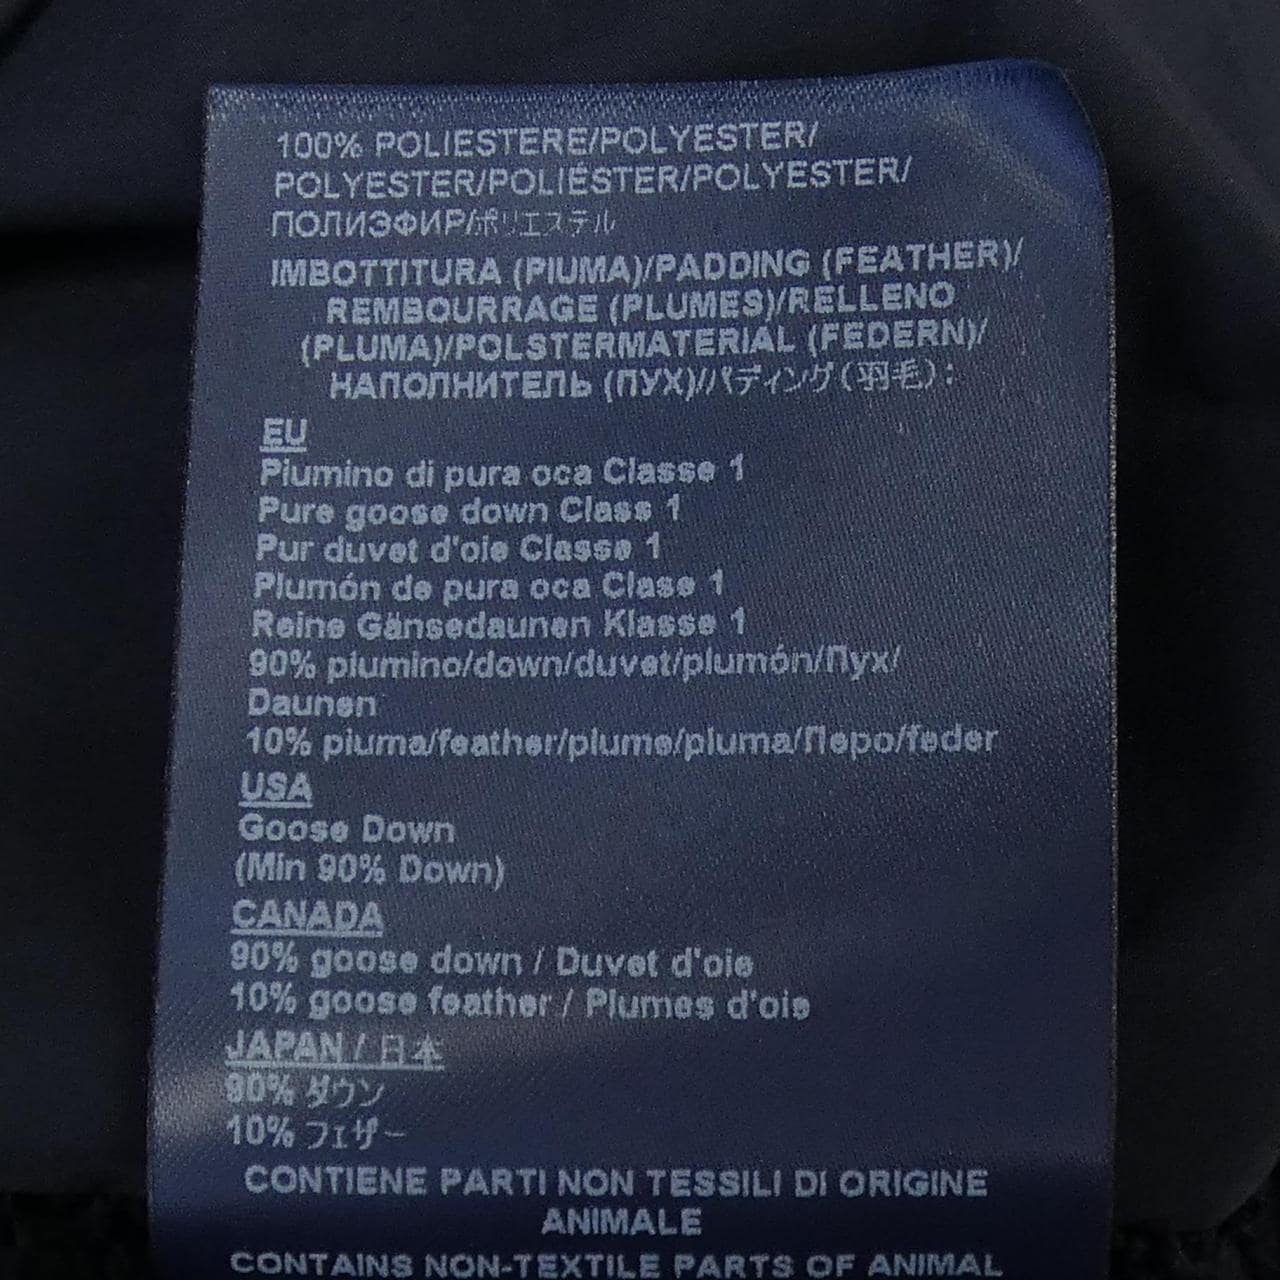 100% POLIESTERE/POLYESTER/
POLYESTER/POLIÉSTER/POLYESTER/
ПОЛИЭФИР/ポリエステル
IMBOTTITURA (PIUMA)/PADDING (FEATHER)/
REMBOURRAGE (PLUMES)/RELLENO
(PLUMA)/POLSTERMATERIAL (FEDERN)/
НАПОЛНИТЕЛЬ (ПУХ)/パディング(羽毛):
EU
Piumino di pura oca Classe 1
Pure goose down Class 1
Pur duvet d'oie Classe 1
Plumón de pura oca Clase 1
Reine Gänsedaunen Klasse 1
90% piumino/down/duvet/plumón/Пух/
Daunen
10% piuma/feather/plume/pluma/Перо/feder
USA
Goose Down
(Min 90% Down)
CANADA
90% goose down / Duvet d'oie
10% goose feather / Plumes d'oie
JAPAN / 日本
90% ダウン
10% フェザー
CONTIENE PARTI NON TESSILI DI ORIGINE
ANIMALE
CONTAINS NON-TEXTILE PARTS OF ANIMAL